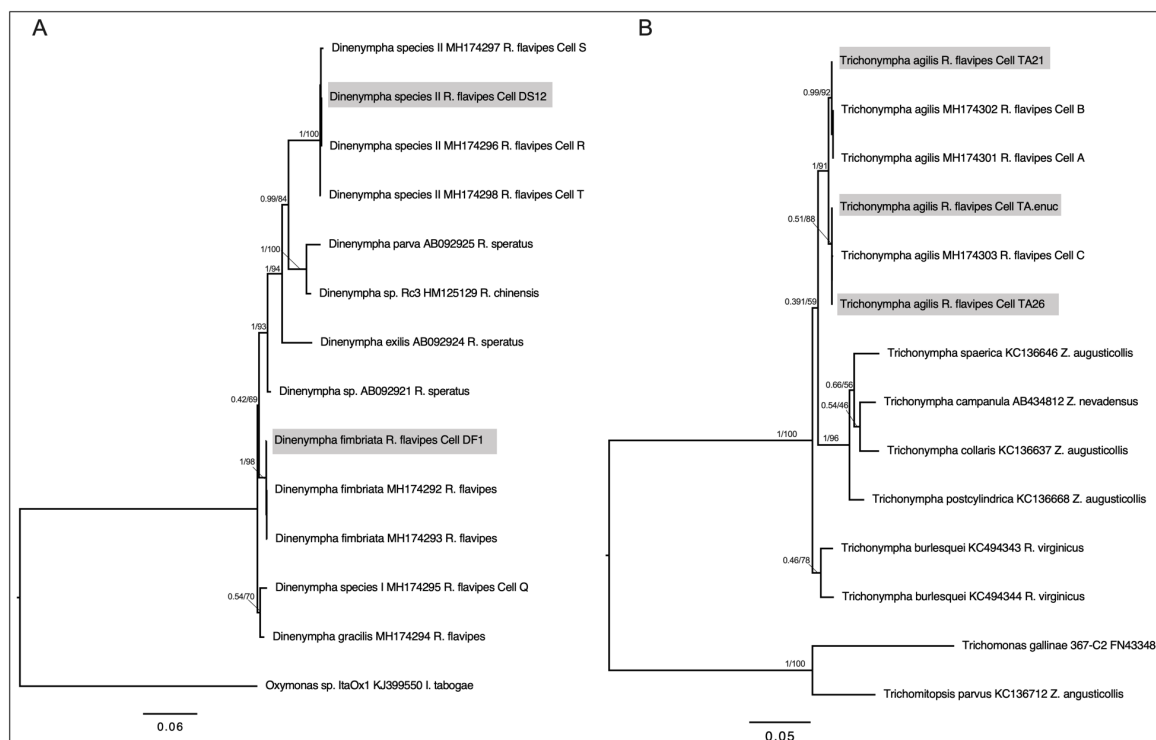 A
Dinenympha species II MH174297 R. flavipes Cell S
Dinenympha species II R. flavipes Cell DS12
1/100
Dinenympha species II MH174296 R. flavipes Cell R
Dinenympha species II MH174298 R. flavipes Cell T
0.99/84
Dinenympha parva AB092925 R. speratus
1/100
1/94
Dinenympha sp. Rc3 HM125129 R. chinensis
1/93
Dinenympha exilis AB092924 R. speratus
Dinenympha sp. AB092921 R. speratus
0.42/69
Dinenympha fimbriata R. flavipes Cell DF1
1/98
Dinenympha fimbriata MH174292 R. flavipes
Dinenympha fimbriata MH174293 R. flavipes
Dinenympha species I MH174295 R. flavipes Cell Q
0.54/70
Dinenympha gracilis MH174294 R. flavipes
Oxymonas sp. ItaOx1 KJ399550 I. tabogae
0.06
B
Trichonympha agilis R. flavipes Cell TA21
0.99/92
Trichonympha agilis MH174302 R. flavipes Cell B
Trichonympha agilis MH174301 R. flavipes Cell A
1/91
Trichonympha agilis R. flavipes Cell TA.enuc
0.51/88
Trichonympha agilis MH174303 R. flavipes Cell C
0.391/59
Trichonympha agilis R. flavipes Cell TA26
Trichonympha spaerica KC136646 Z. augusticollis
0.66/56
Trichonympha campanula AB434812 Z. nevadensus
0.54/46
1/100
1/96
Trichonympha collaris KC136637 Z. augusticollis
Trichonympha postcylindrica KC136668 Z. augusticollis
Trichonympha burlesquei KC494343 R. virginicus
0.46/78
Trichonympha burlesquei KC494344 R. virginicus
Trichomonas gallinae 367-C2 FN43348
1/100
Trichomitopsis parvus KC136712 Z. angusticollis
0.05